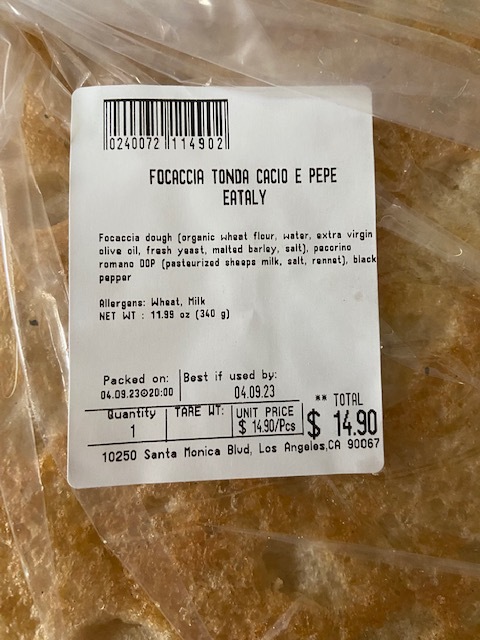 0240072 114902
FOCACCIA TONDA CACIO E PEPE
EATALY
Focaccia dough (organic wheat flour, water, extra virgin
olive oil, fresh yeast, malted barley, salt), pecorino
romano DOP (pasteurized sheeps milk, salt, rennet), black
pepper
Allergens: Wheat, Milk
NET WT : 11.99 oz (340 g)
Packed on: Best if used by:
04.09.23@20:00 04.09.23
Quantity TARE WT: UNIT PRICE ** TOTAL
1 $ 14.90/Pcs $ 14.90
10250 Santa Monica Blvd, Los Angeles,CA 90067